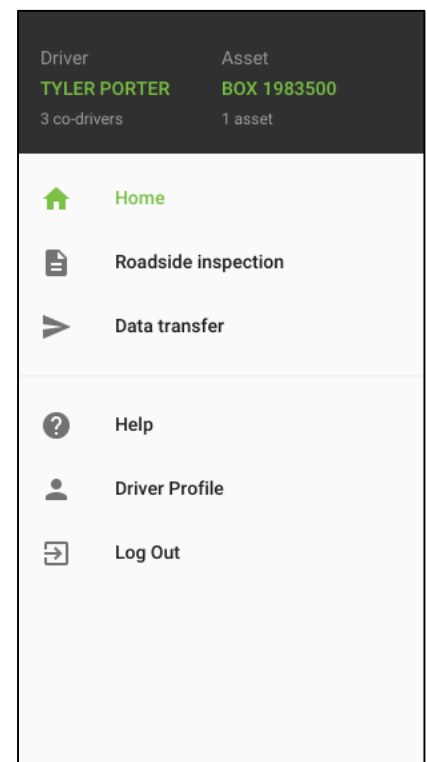 Driver Asset
TYLER PORTER BOX 1983500
3 co-drivers 1 asset
Home
Roadside inspection
Data transfer
Help
Driver Profile
Log Out